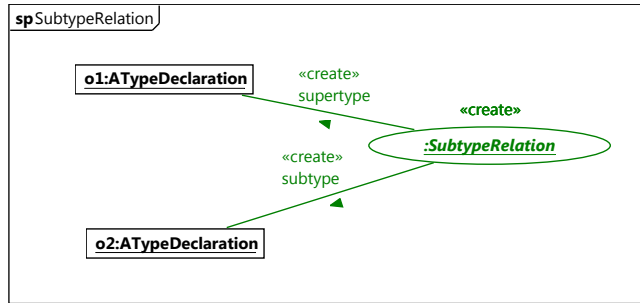 sp SubtypeRelation
o1:ATypeDeclaration
«create»
supertype
«create»
:SubtypeRelation
«create»
subtype
o2:ATypeDeclaration